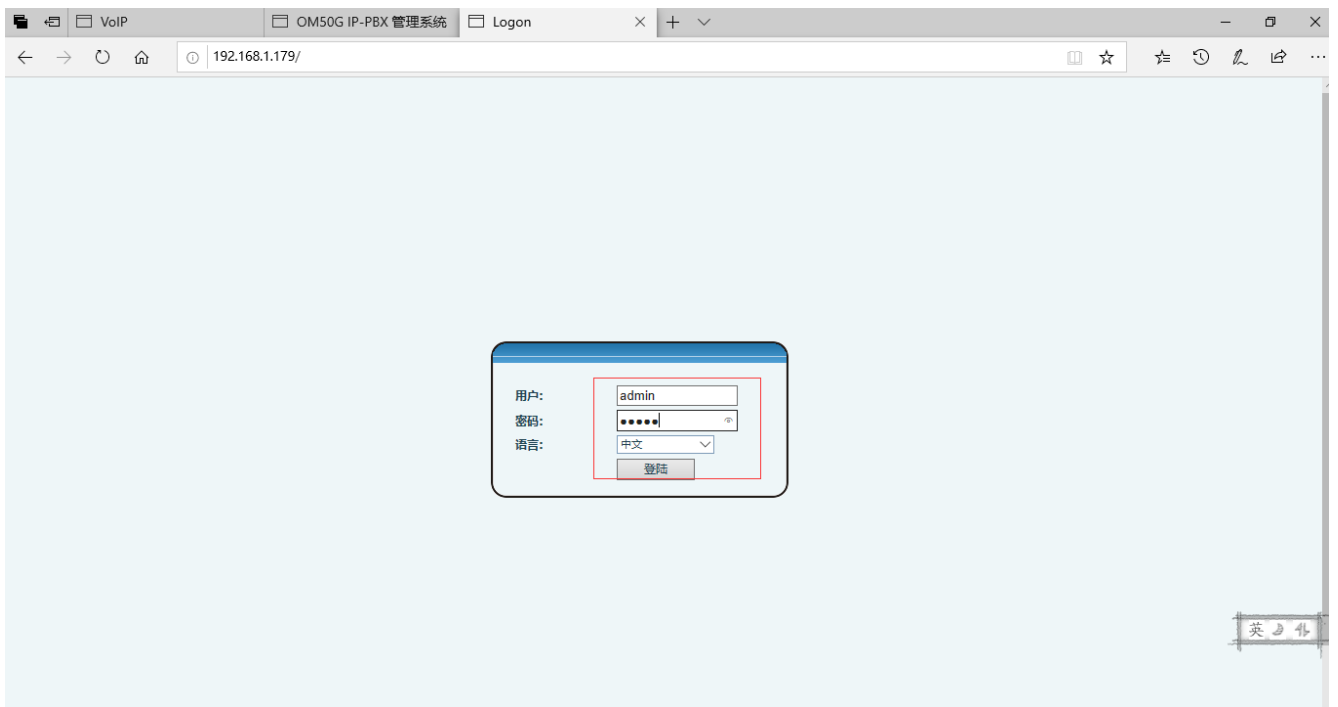 VoIP
OM50G IP-PBX 管理系统
Logon
192.168.1.179/
用户:
admin
密码:
●●●●●
语言:
中文
登陆
英